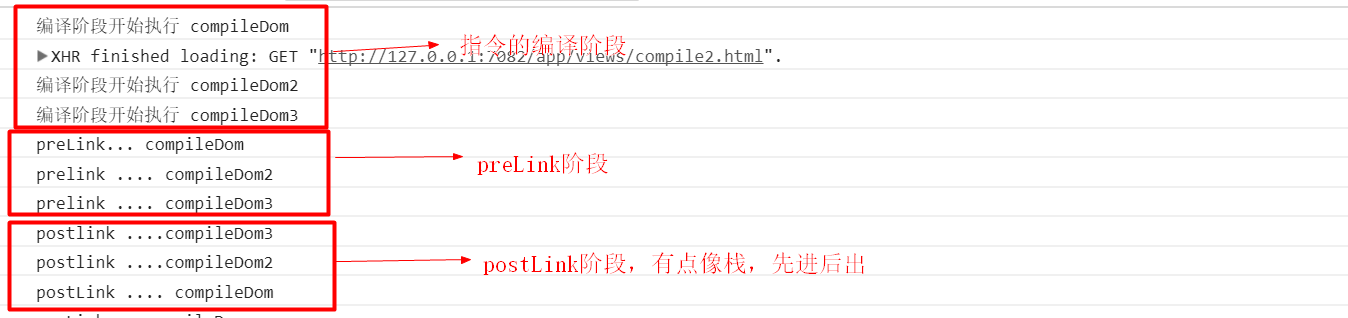 编译阶段开始执行 compileDom
指令的编译阶段
▶XHR finished loading: GET "http://127.0.0.1:7082/app/views/compile2.html".
编译阶段开始执行 compileDom2
编译阶段开始执行 compileDom3
preLink... compileDom
preLink阶段
prelink .... compileDom2
prelink .... compileDom3
postlink ....compileDom3
postlink ....compileDom2
postLink阶段，有点像栈，先进后出
postLink .... compileDom